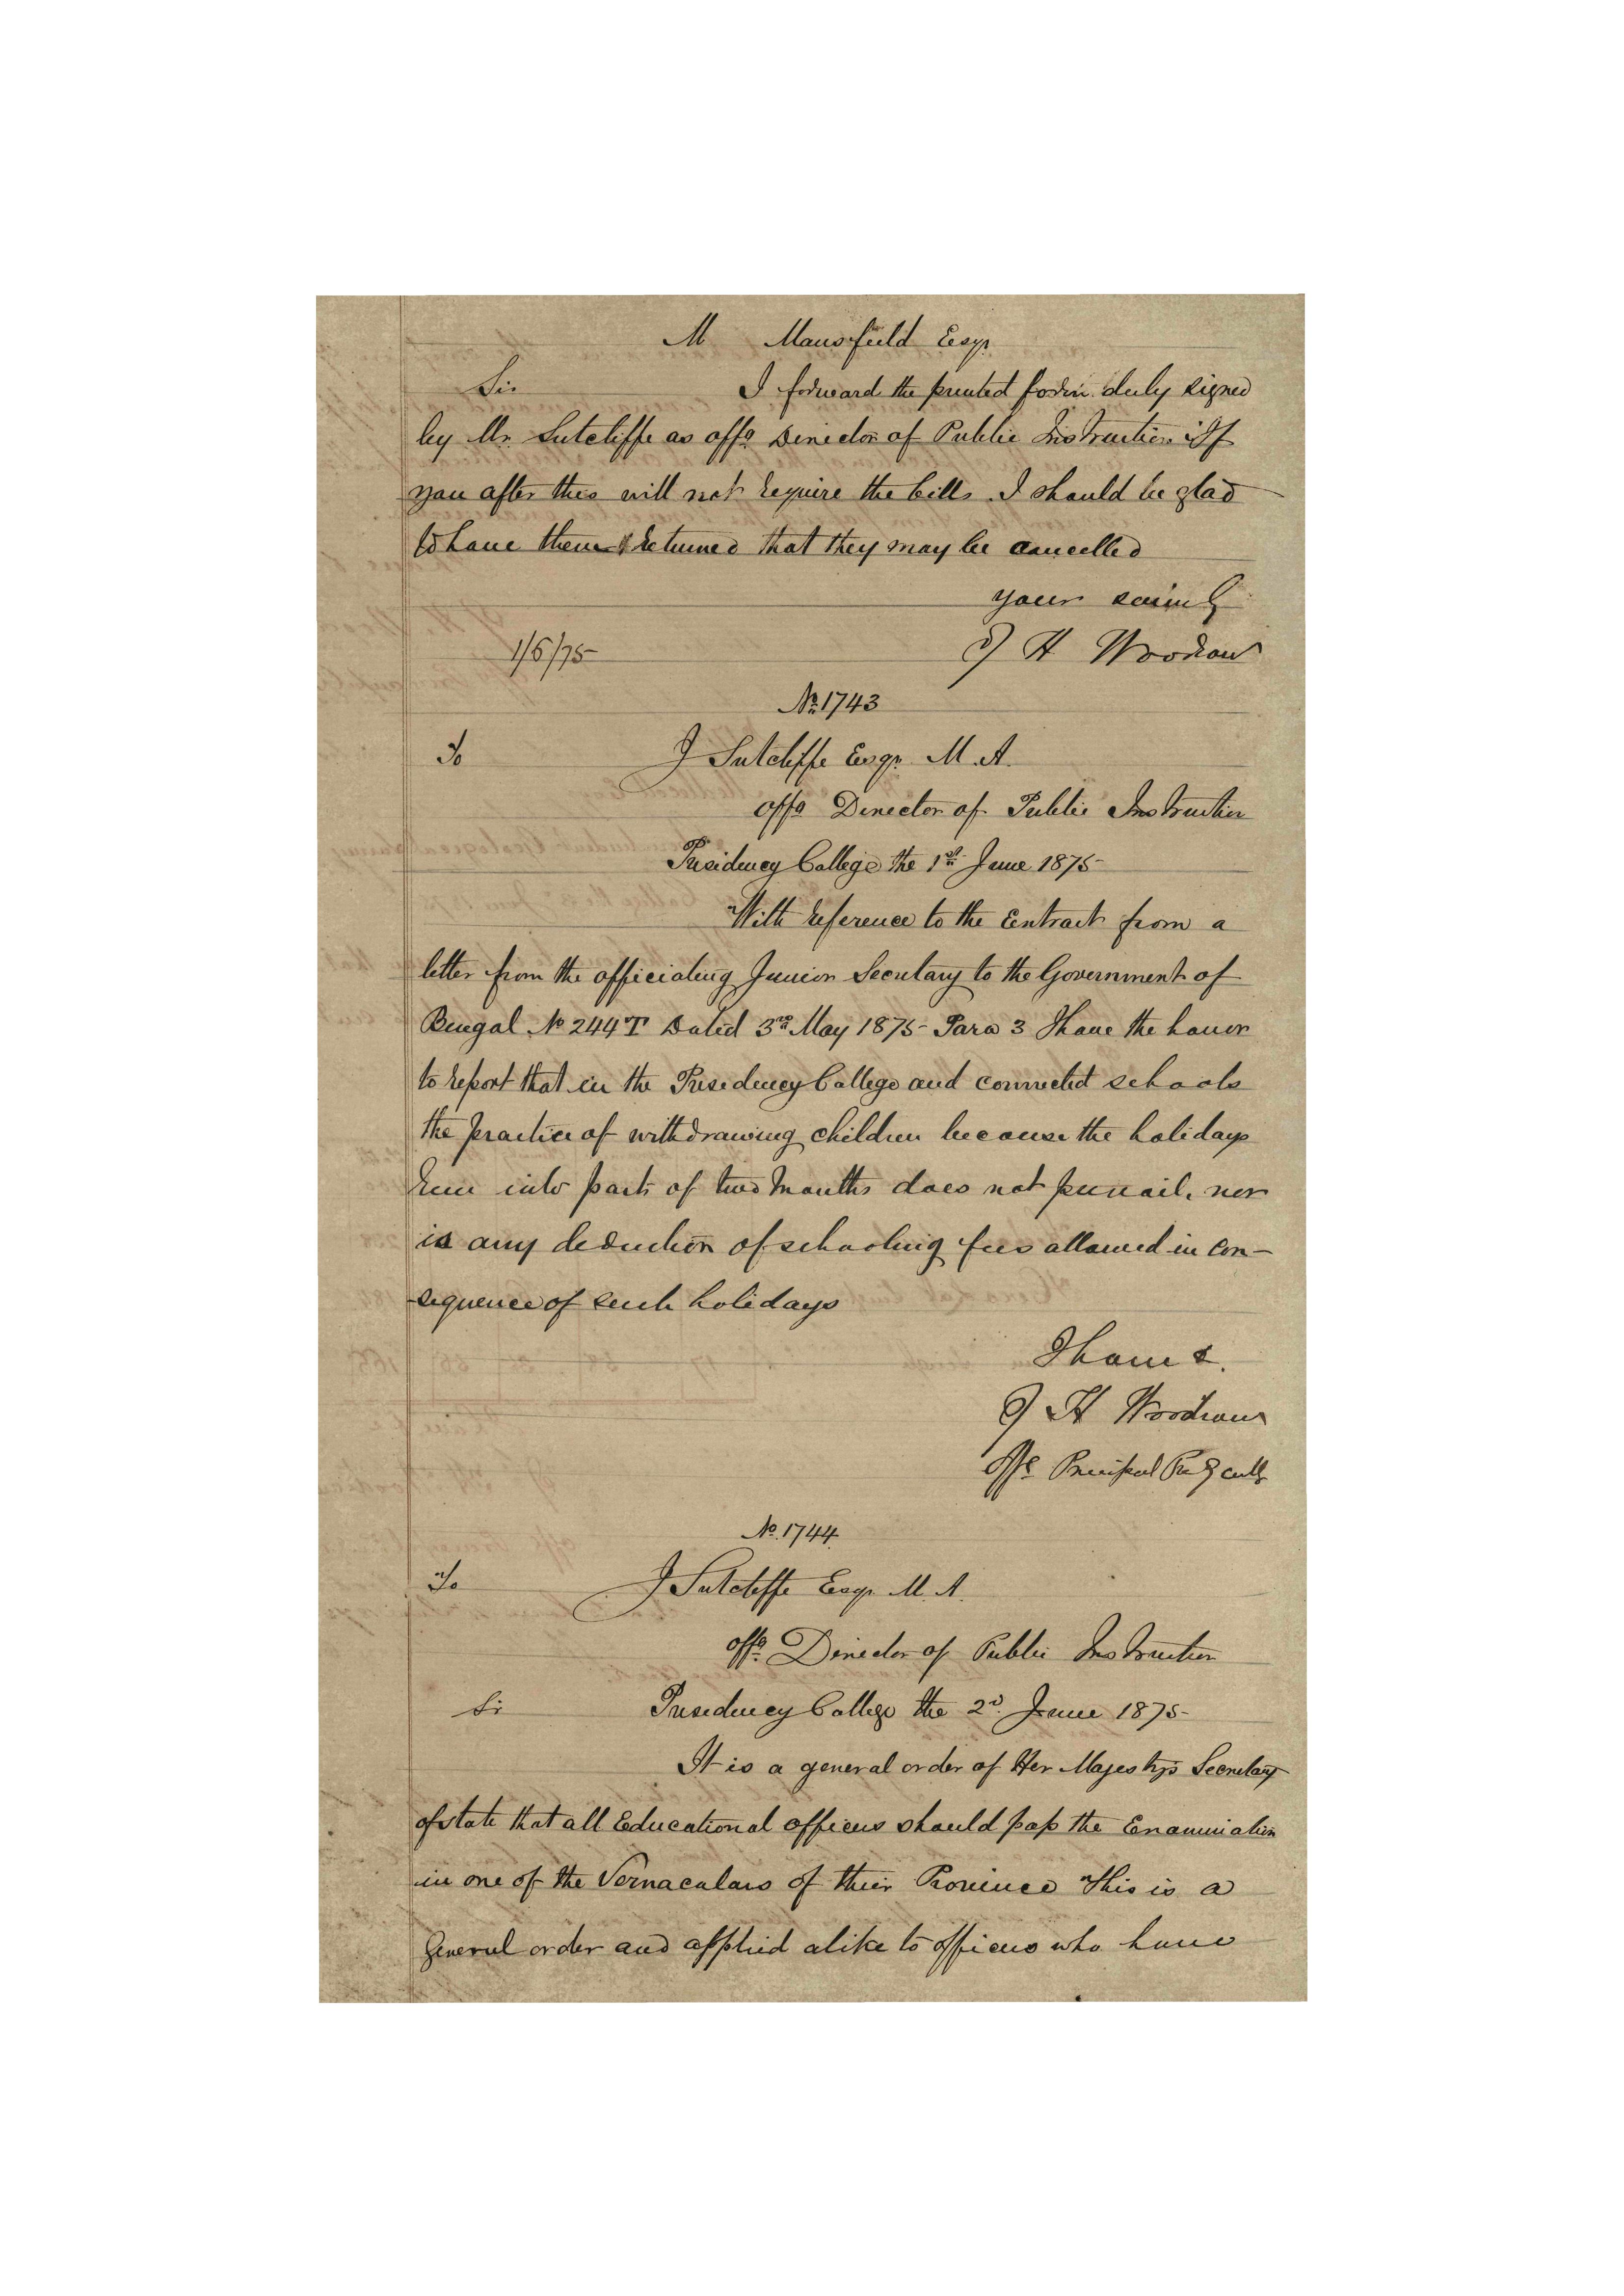 M Mansfield Esqr
Sir I forward the printed form duly signed
by Mr. Sutcliffe as offg Director of Public Instruction if
you after this will not require the bills. I should be glad
to have them returned that they may be cancelled
your
1/6/75 H Woodrow
No. 1743
To J Sutcliffe Esqr. M. A.
offg Director of Public Instruction
Presidency College the 1st June 1875
With reference to the Extract from a
letter from the officiating Junior Secretary to the Government of
Bengal No 244T Dated 3rd May 1875 Para 3 I have the honor
to report that in the Presidency College and connected schools
the practice of withdrawing children because the holidays
run into parts of two months does not prevail, nor
is any deduction of schooling fees allowed in con-
sequence of such holidays
I have &.
H Woodrow
Offg Principal Presy Coll
No. 1744
To J Sutcliffe Esqr. M. A.
offg. Director of Public Instruction
Sir Presidency College the 2d. June 1875
It is a general order of Her Majestys Secretary
of state that all Educational officers should pass the Examination
in one of the Vernaculars of their Province This is a
General order and applied alike to officers who have